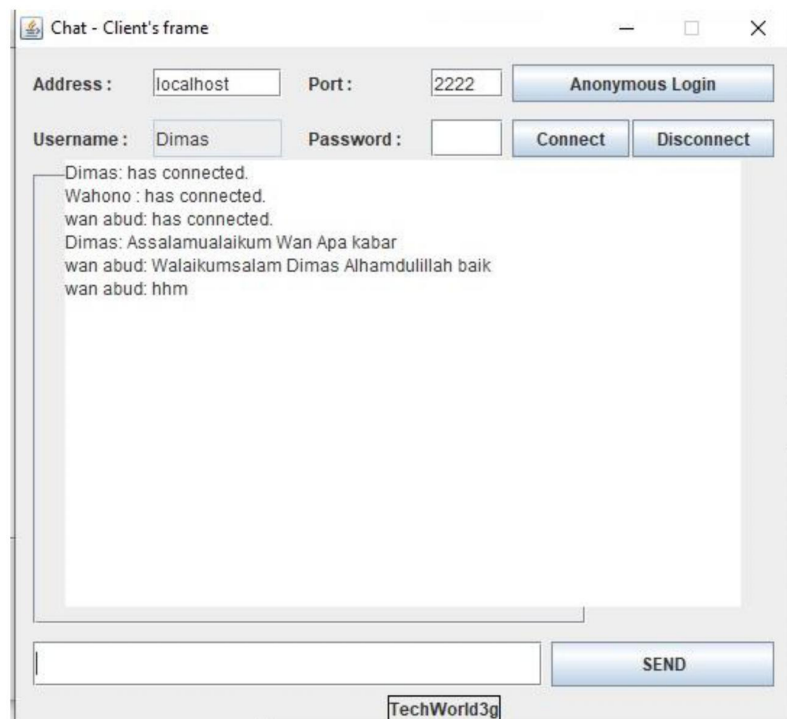 Chat - Client's frame
Address : localhost Port : 2222 Anonymous Login
Username : Dimas Password : Connect Disconnect
Dimas: has connected.
Wahono : has connected.
wan abud: has connected.
Dimas: Assalamualaikum Wan Apa kabar
wan abud: Walaikumsalam Dimas Alhamdulillah baik
wan abud: hhm
SEND
TechWorld3g